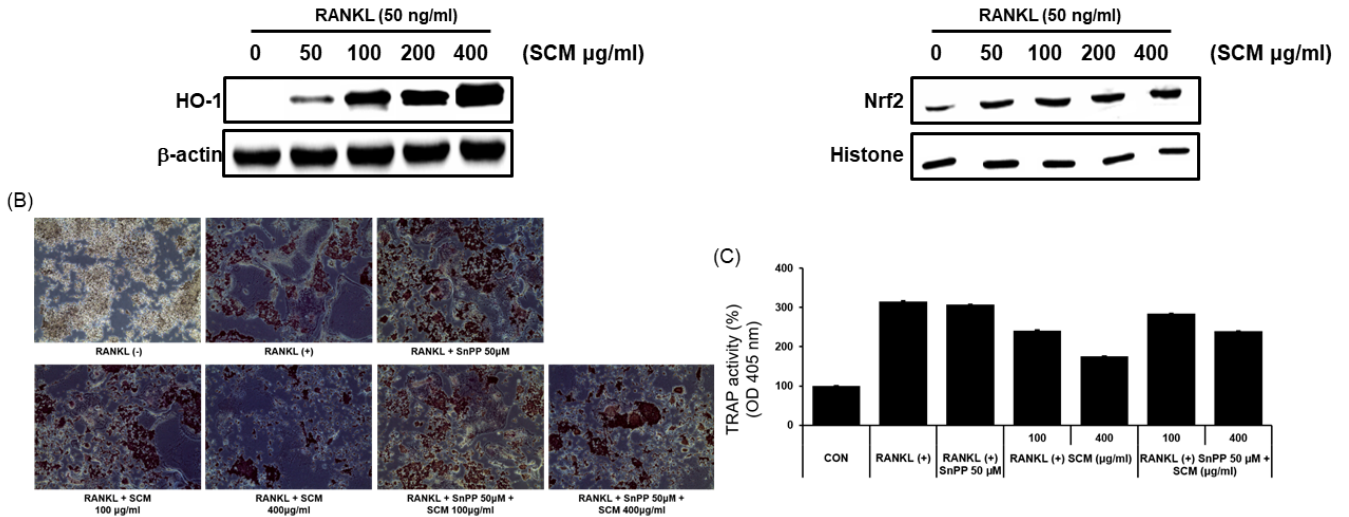 RANKL (50 ng/ml)
0 50 100 200 400 (SCM µg/ml)
HO-1
β-actin
RANKL (50 ng/ml)
0 50 100 200 400 (SCM µg/ml)
Nrf2
Histone
(B)
RANKL (-)
RANKL (+)
RANKL + SnPP 50µM
RANKL + SCM
100 µg/ml
RANKL + SCM
400µg/ml
RANKL + SnPP 50µM +
SCM 100µg/ml
RANKL + SnPP 50µM +
SCM 400µg/ml
(C)
TRAP activity (%)
(OD 405 nm)
400
300
200
100
0
100 400 100 400
CON
RANKL (+)
RANKL (+)
SnPP 50 µM
RANKL (+) SCM (µg/ml)
RANKL (+) SnPP 50 µM +
SCM (µg/ml)